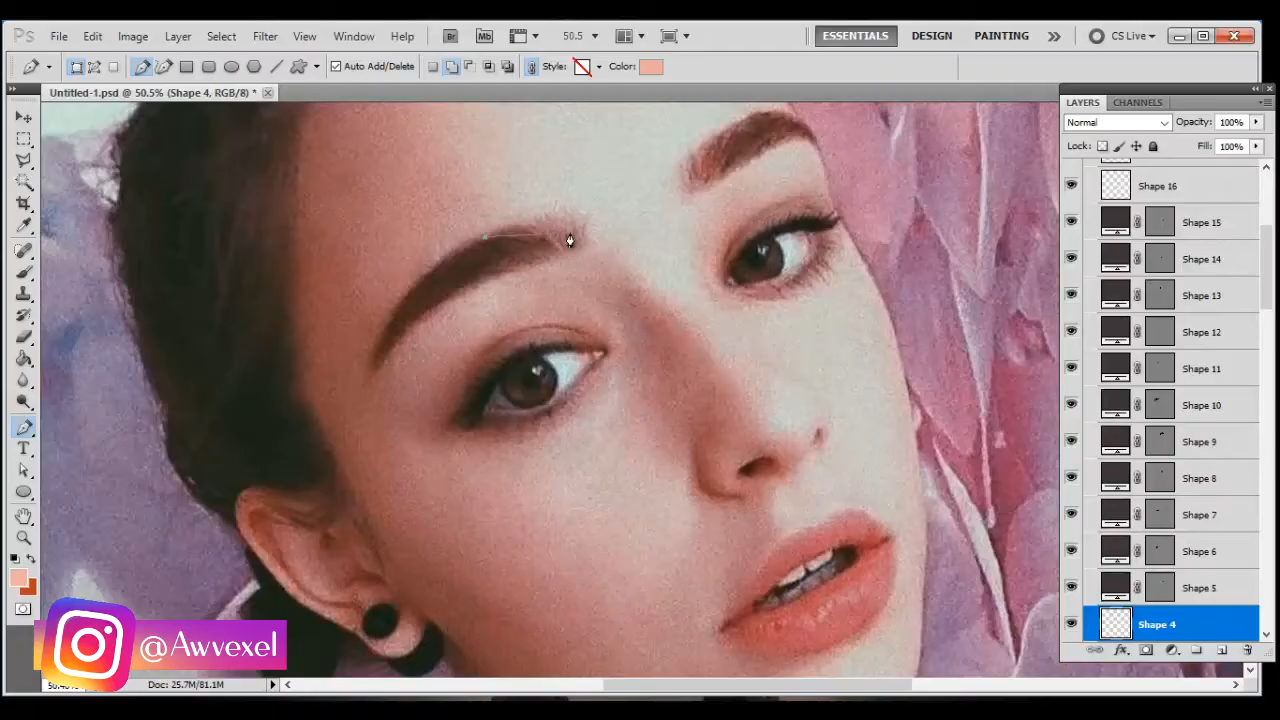 Ps File Edit Image Layer Select Filter View Window Help Br Mb 50.5 ESSENTIALS DESIGN PAINTING CS Live
Auto Add/Delete Style: Color:
Untitled-1.psd @ 50.5% (Shape 4, RGB/8) *
LAYERS CHANNELS
Normal Opacity: 100%
Lock: Fill: 100%
Shape 16
Shape 15
Shape 14
Shape 13
Shape 12
Shape 11
Shape 10
Shape 9
Shape 8
Shape 7
Shape 6
Shape 5
Shape 4
@Awvexel
Doc: 25.7M/81.1M